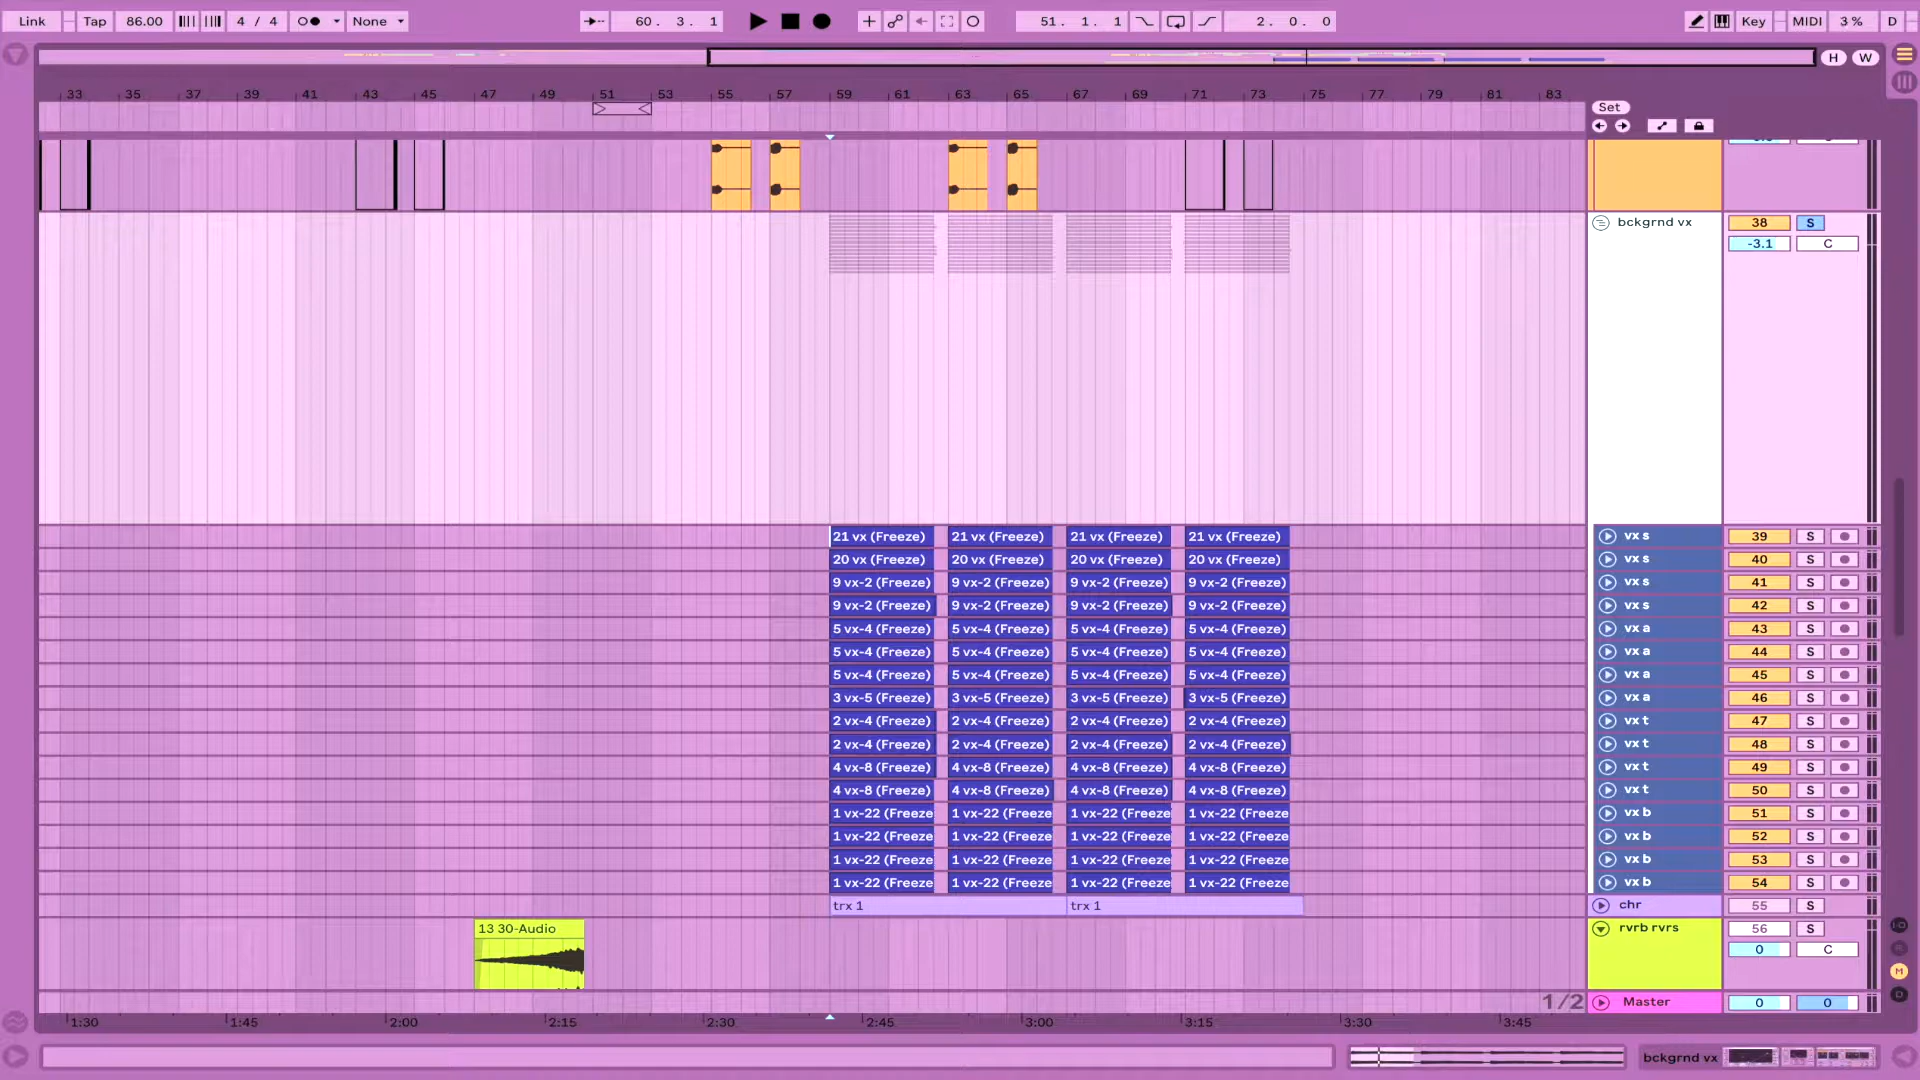 Link Tap 86.00 4 / 4 None 60. 3. 1 51. 1. 1 2. 0. 0 Key MIDI 3 % D
H W
33 35 37 39 41 43 45 47 49 51 53 55 57 59 61 63 65 67 69 71 73 75 77 79 81 83
Set
bckgrnd vx 38 S
-3.1 C
21 vx (Freeze) 21 vx (Freeze) 21 vx (Freeze) 21 vx (Freeze) vx s 39 S
20 vx (Freeze) 20 vx (Freeze) 20 vx (Freeze) 20 vx (Freeze) vx s 40 S
9 vx-2 (Freeze) 9 vx-2 (Freeze) 9 vx-2 (Freeze) 9 vx-2 (Freeze) vx s 41 S
9 vx-2 (Freeze) 9 vx-2 (Freeze) 9 vx-2 (Freeze) 9 vx-2 (Freeze) vx s 42 S
5 vx-4 (Freeze) 5 vx-4 (Freeze) 5 vx-4 (Freeze) 5 vx-4 (Freeze) vx a 43 S
5 vx-4 (Freeze) 5 vx-4 (Freeze) 5 vx-4 (Freeze) 5 vx-4 (Freeze) vx a 44 S
5 vx-4 (Freeze) 5 vx-4 (Freeze) 5 vx-4 (Freeze) 5 vx-4 (Freeze) vx a 45 S
3 vx-5 (Freeze) 3 vx-5 (Freeze) 3 vx-5 (Freeze) 3 vx-5 (Freeze) vx a 46 S
2 vx-4 (Freeze) 2 vx-4 (Freeze) 2 vx-4 (Freeze) 2 vx-4 (Freeze) vx t 47 S
2 vx-4 (Freeze) 2 vx-4 (Freeze) 2 vx-4 (Freeze) 2 vx-4 (Freeze) vx t 48 S
4 vx-8 (Freeze) 4 vx-8 (Freeze) 4 vx-8 (Freeze) 4 vx-8 (Freeze) vx t 49 S
4 vx-8 (Freeze) 4 vx-8 (Freeze) 4 vx-8 (Freeze) 4 vx-8 (Freeze) vx t 50 S
1 vx-22 (Freeze 1 vx-22 (Freeze 1 vx-22 (Freeze 1 vx-22 (Freeze vx b 51 S
1 vx-22 (Freeze 1 vx-22 (Freeze 1 vx-22 (Freeze 1 vx-22 (Freeze vx b 52 S
1 vx-22 (Freeze 1 vx-22 (Freeze 1 vx-22 (Freeze 1 vx-22 (Freeze vx b 53 S
1 vx-22 (Freeze 1 vx-22 (Freeze 1 vx-22 (Freeze 1 vx-22 (Freeze vx b 54 S
trx 1 trx 1 chr 55 S
13 30-Audio rvrb rvrs 56 S
0 C
M
D
1/2 Master 0 0
1:30 1:45 2:00 2:15 2:30 2:45 3:00 3:15 3:30 3:45
bckgrnd vx